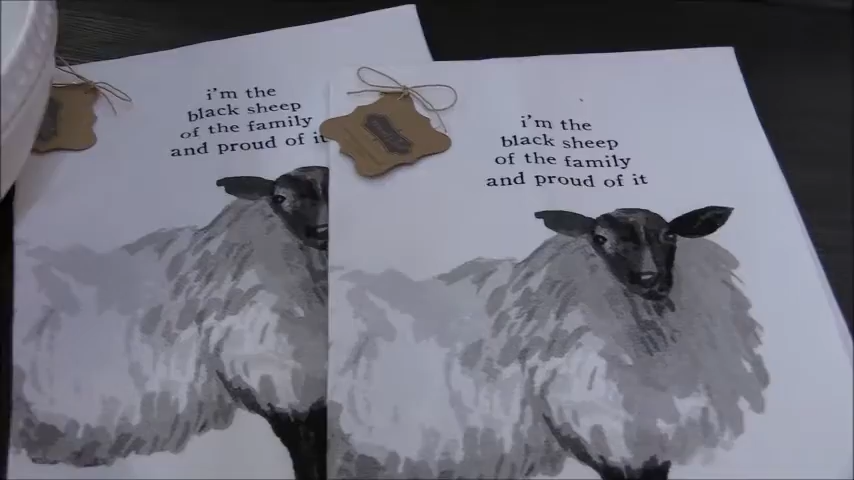 i'm the
black sheep
of the family
and proud of it
i'm the
black sheep
of the family
and proud of it